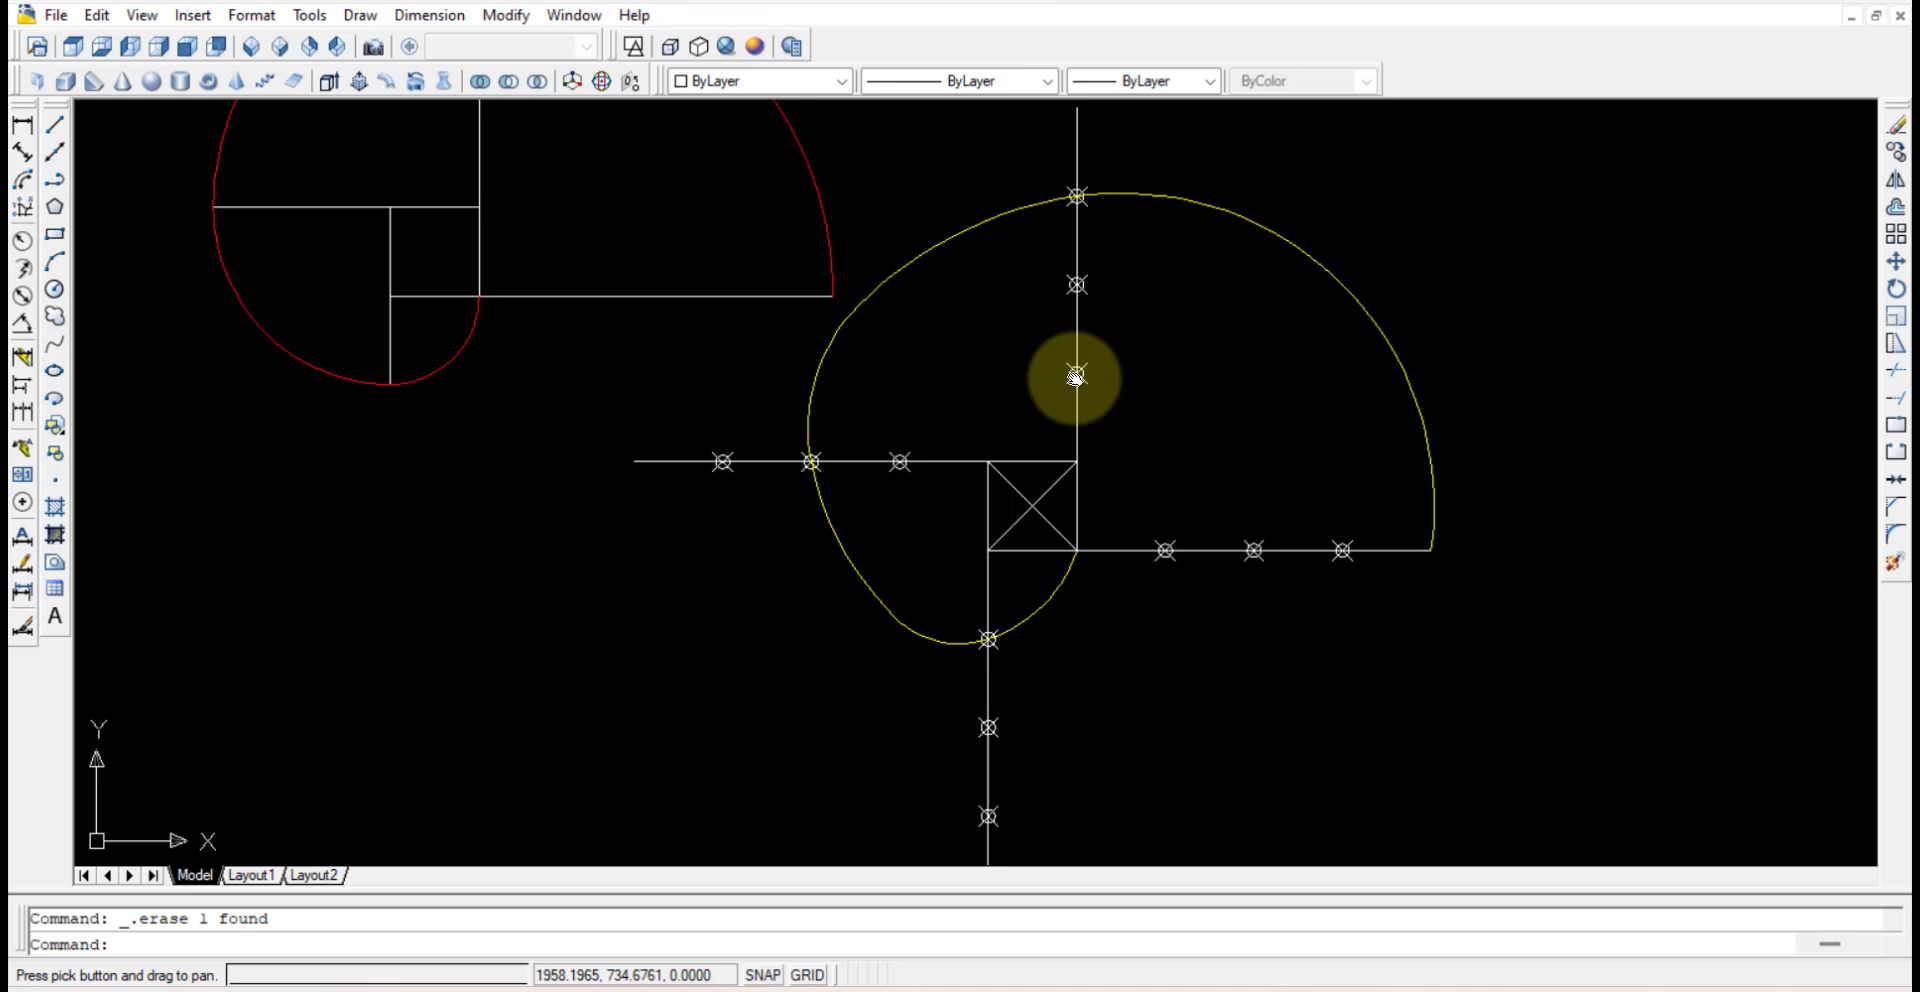 File Edit View Insert Format Tools Draw Dimension Modify Window Help
ByLayer ByLayer ByLayer ByColor
A
Y
X
Model Layout1 Layout2
Command: _.erase 1 found
Command:
Press pick button and drag to pan. 1958.1965, 734.6761, 0.0000 SNAP GRID